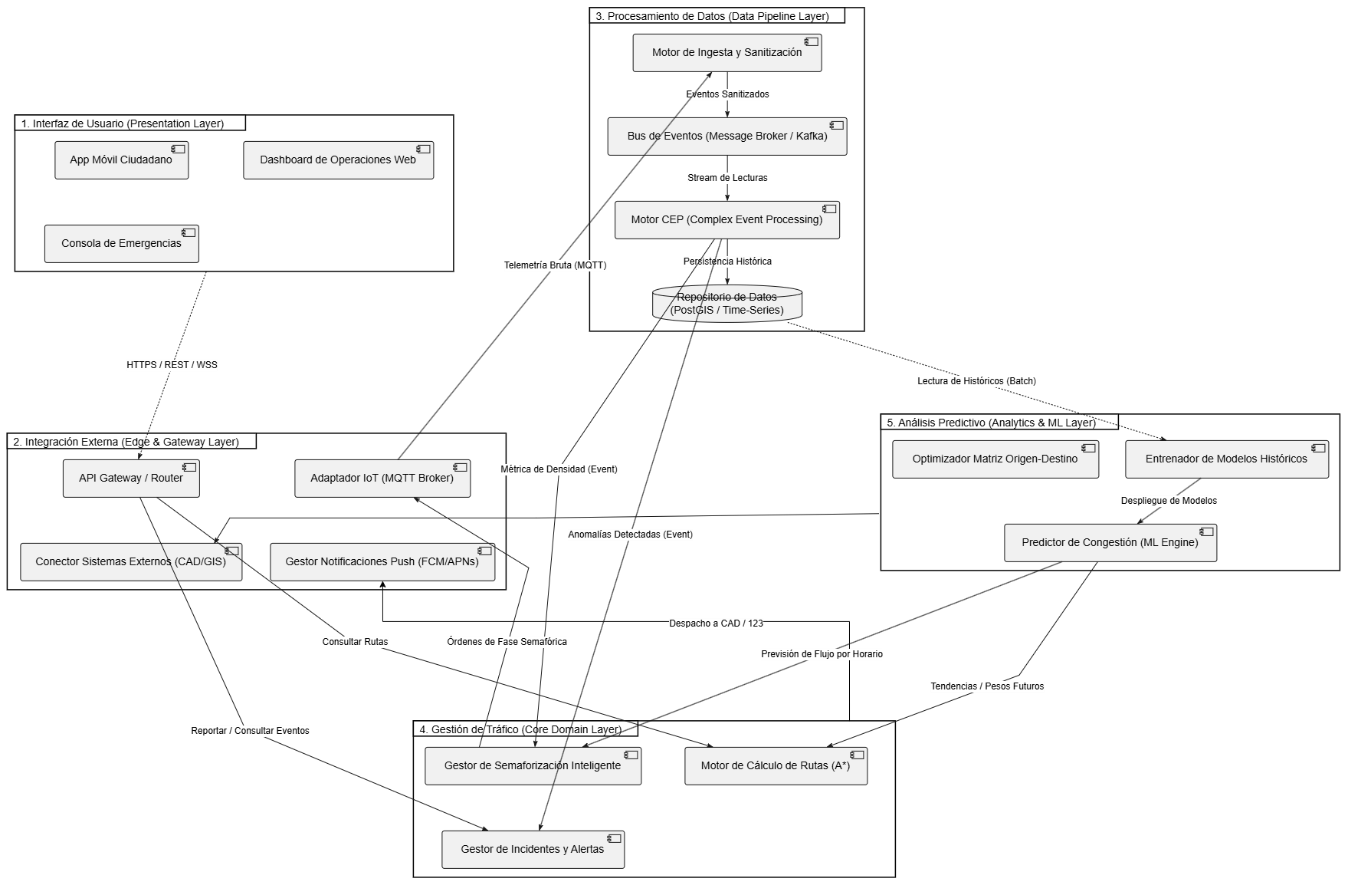 3. Procesamiento de Datos (Data Pipeline Layer)
Motor de Ingesta y Sanitización
Eventos Sanitizados
Bus de Eventos (Message Broker / Kafka)
Stream de Lecturas
Motor CEP (Complex Event Processing)
Persistencia Histórica
Repositorio de Datos
(PostGIS / Time-Series)
1. Interfaz de Usuario (Presentation Layer)
App Móvil Ciudadano
Dashboard de Operaciones Web
Consola de Emergencias
Telemetría Bruta (MQTT)
HTTPS / REST / WSS
Lectura de Históricos (Batch)
2. Integración Externa (Edge & Gateway Layer)
API Gateway / Router
Adaptador IoT (MQTT Broker)
Conector Sistemas Externos (CAD/GIS)
Gestor Notificaciones Push (FCM/APNs)
Métrica de Densidad (Event)
Anomalías Detectadas (Event)
5. Análisis Predictivo (Analytics & ML Layer)
Optimizador Matriz Origen-Destino
Entrenador de Modelos Históricos
Despliegue de Modelos
Predictor de Congestión (ML Engine)
Consultar Rutas
Órdenes de Fase Semafórica
Despacho a CAD / 123
Previsión de Flujo por Horario
Tendencias / Pesos Futuros
Reportar / Consultar Eventos
4. Gestión de Tráfico (Core Domain Layer)
Gestor de Semaforización Inteligente
Motor de Cálculo de Rutas (A*)
Gestor de Incidentes y Alertas